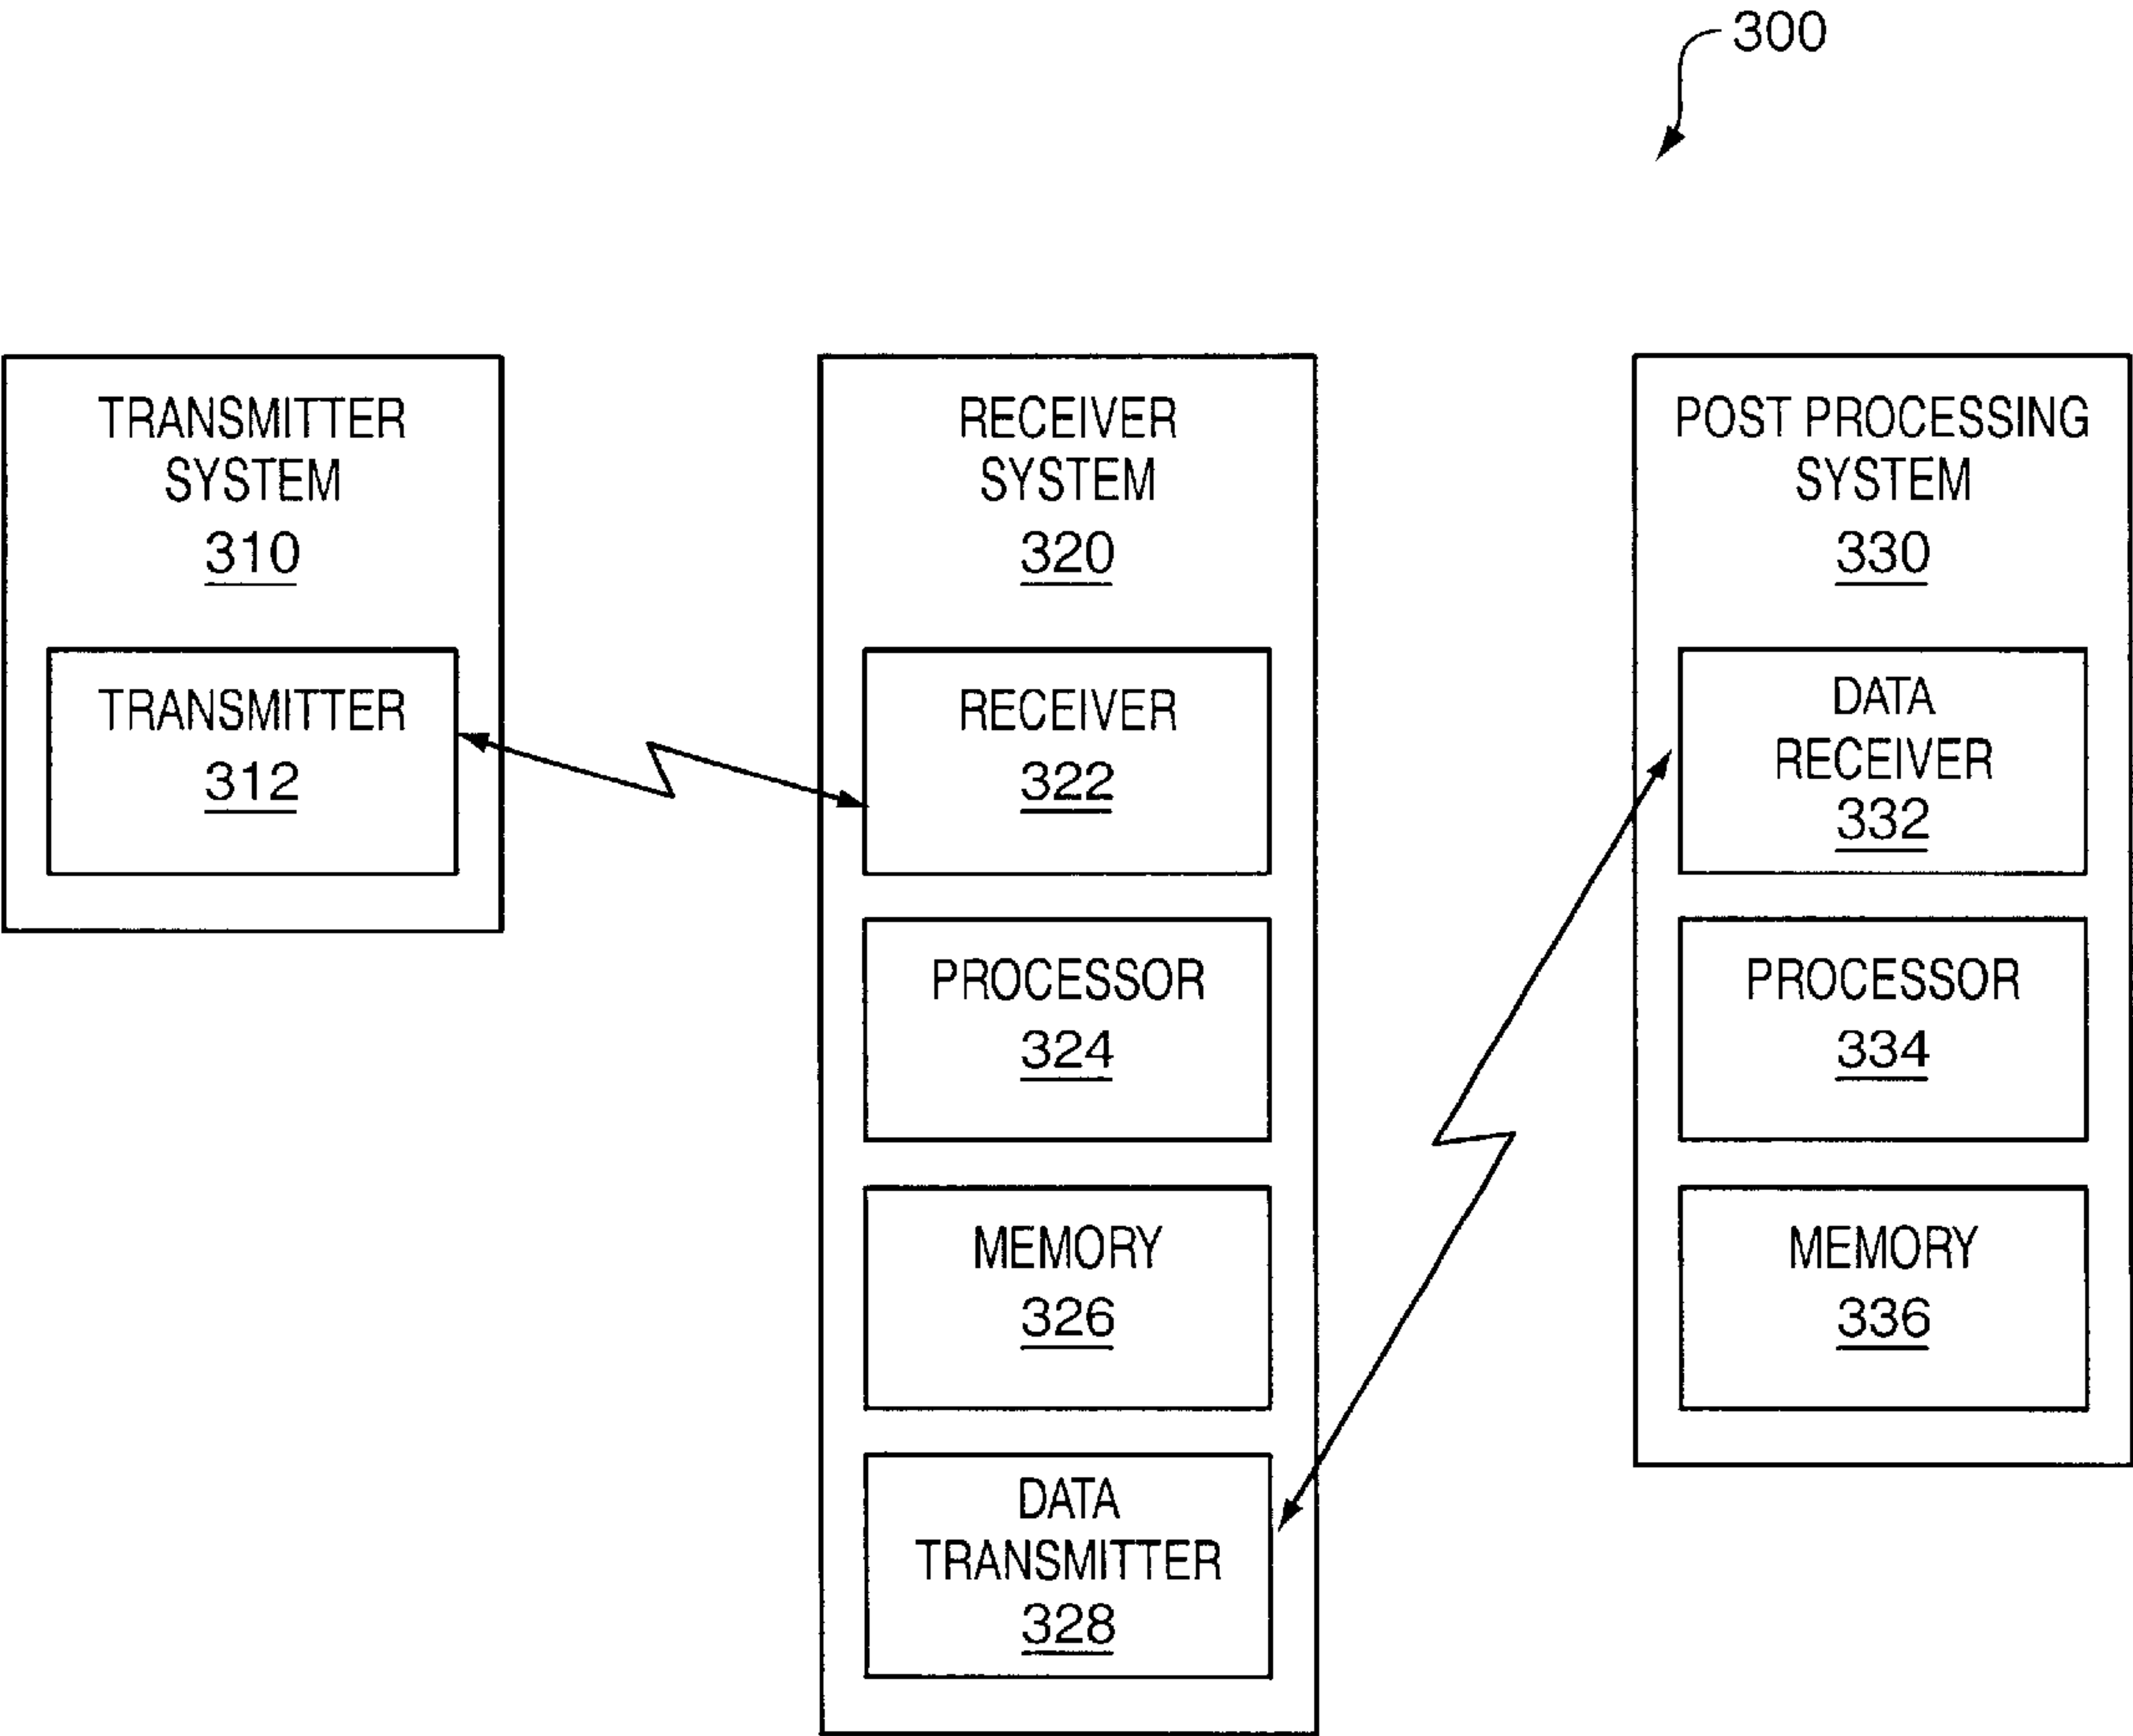 300
TRANSMITTER
SYSTEM
310
TRANSMITTER
312
RECEIVER
SYSTEM
320
RECEIVER
322
PROCESSOR
324
MEMORY
326
DATA
TRANSMITTER
328
POST PROCESSING
SYSTEM
330
DATA
RECEIVER
332
PROCESSOR
334
MEMORY
336